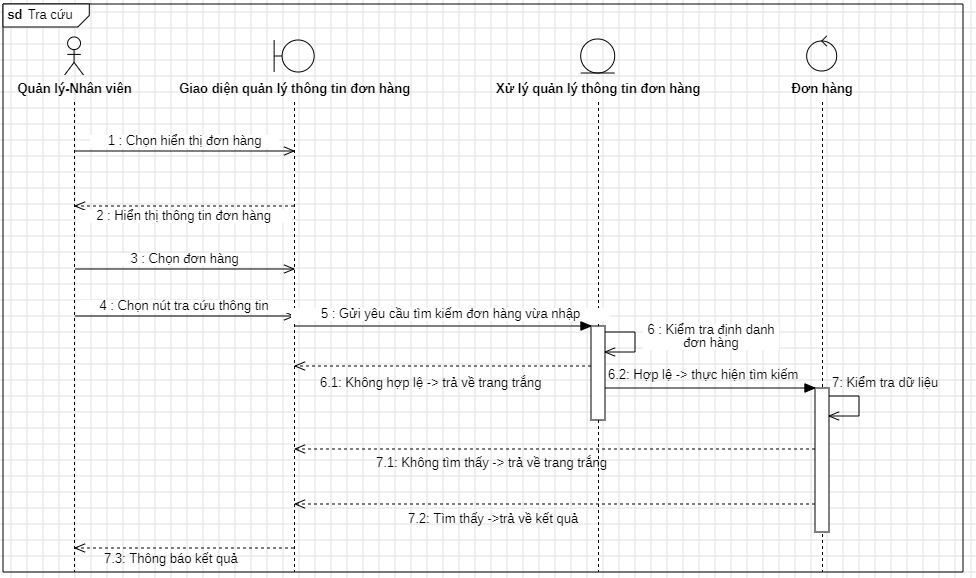 sd Tra cứu
Quản lý-Nhân viên
Giao diện quản lý thông tin đơn hàng
Xử lý quản lý thông tin đơn hàng
Đơn hàng
1 : Chọn hiển thị đơn hàng
2 : Hiển thị thông tin đơn hàng
3 : Chọn đơn hàng
4 : Chọn nút tra cứu thông tin
5 : Gửi yêu cầu tìm kiếm đơn hàng vừa nhập
6 : Kiểm tra định danh
đơn hàng
6.1: Không hợp lệ -> trả về trang trắng
6.2: Hợp lệ -> thực hiện tìm kiếm
7: Kiểm tra dữ liệu
7.1: Không tìm thấy -> trả về trang trắng
7.2: Tìm thấy ->trả về kết quả
7.3: Thông báo kết quả